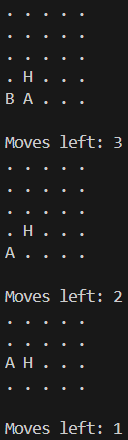 . . . . .
. . . . .
. . . . .
. H . . .
B A . . .
Moves left: 3
. . . . .
. . . . .
. . . . .
. H . . .
A . . . .
Moves left: 2
. . . . .
. . . . .
A H . . .
. . . . .
Moves left: 1